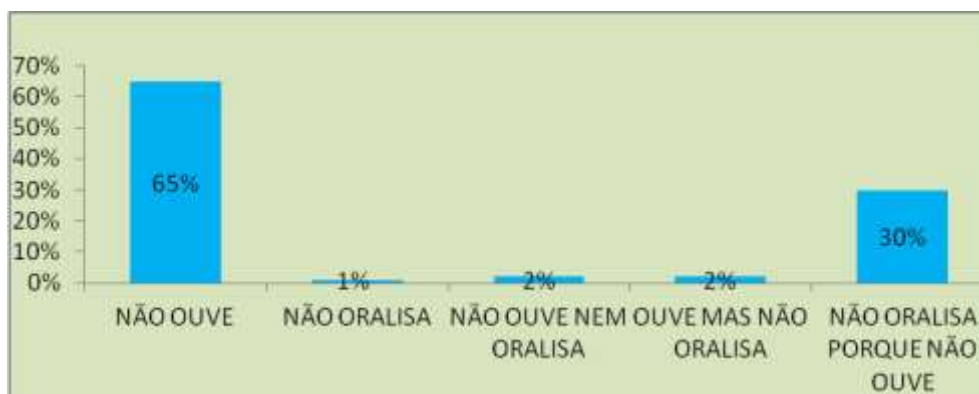 70%
60%
50%
40%
30%
20%
10%
0%
65%
1%
2%
2%
30%
NÃO OUVE
NÃO ORALISA
NÃO OUVE NEM
ORALISA
OUVE MAS NÃO
ORALISA
NÃO ORALISA
PORQUE NÃO
OUVE